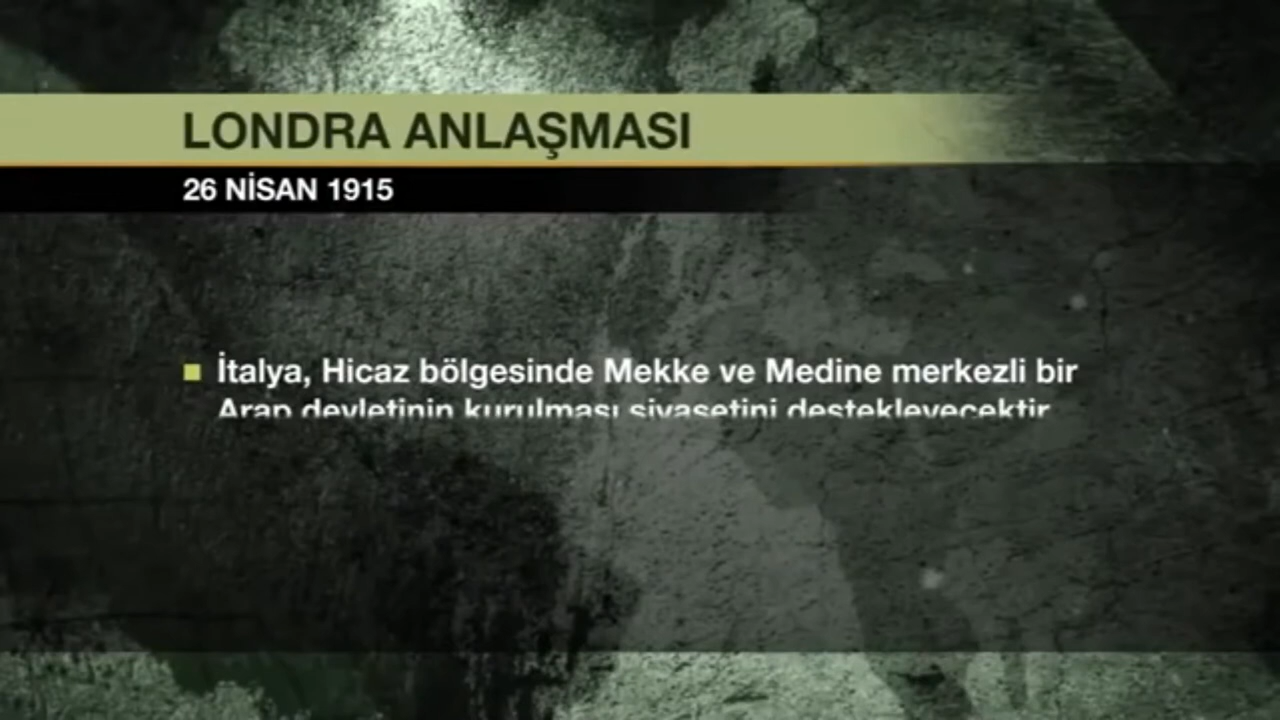 LONDRA ANLAŞMASI
26 NİSAN 1915
İtalya, Hicaz bölgesinde Mekke ve Medine merkezli bir
Arap devletinin kurulması siyasetini destekleyecektir